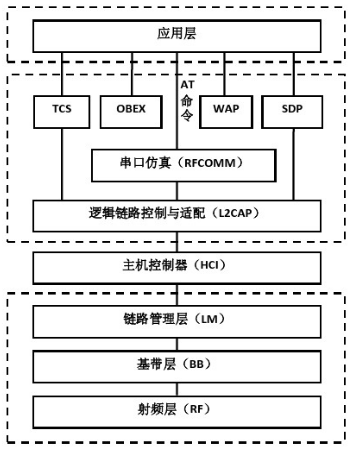 应用层
AT
命
令
TCS
OBEX
WAP
SDP
串口仿真（RFCOMM）
逻辑链路控制与适配（L2CAP）
主机控制器（HCI）
链路管理层（LM）
基带层（BB）
射频层（RF）